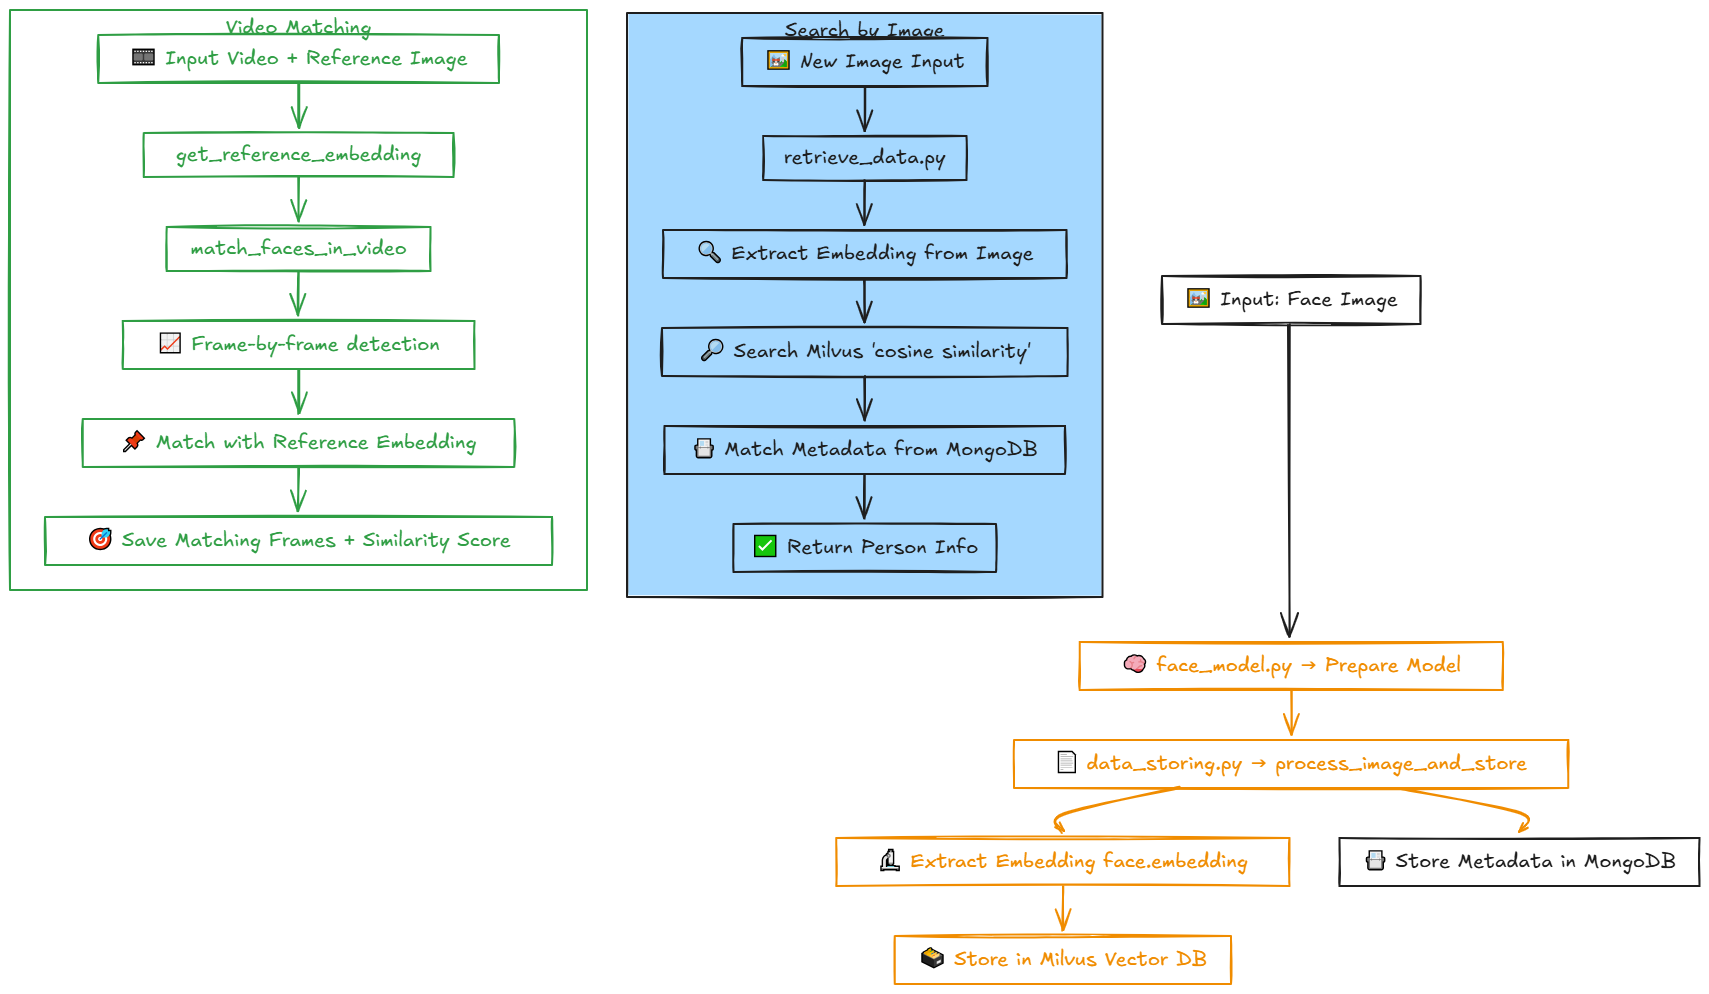 Video Matching
Input Video + Reference Image
get_reference_embedding
match_faces_in_video
Frame-by-frame detection
Match with Reference Embedding
Save Matching Frames + Similarity Score
Search by Image
New Image Input
retrieve_data.py
Extract Embedding from Image
Search Milvus 'cosine similarity'
Match Metadata from MongoDB
Return Person Info
Input: Face Image
face_model.py → Prepare Model
data_storing.py → process_image_and_store
Extract Embedding face.embedding
Store Metadata in MongoDB
Store in Milvus Vector DB